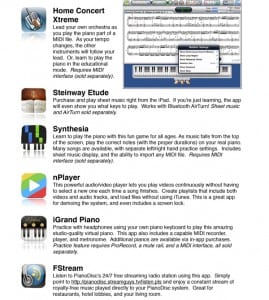 Home Concert
Xtreme
Lead your own orchestra as
you play the piano part of a
MIDI file. As your tempo
changes, the other
instruments will follow your
lead. Or, learn to play the
piano in the educational
mode. Requires MIDI
interface (sold separately).
Steinway Etude
Purchase and play sheet music right from the iPad. If you're just learning, the app
will even show you what keys to play. Works with Bluetooth AirTurn! Sheet music
and AirTurn sold separately.
Synthesia
Learn to play the piano with this fun game for all ages. As music falls from the top
of the screen, play the correct notes (with the proper duration) on your real piano.
Many songs are available, with separate left/right hand practice settings. Includes
sheet music display, and the ability to import any MIDI file. Requires MIDI
interface (sold separately).
nPlayer
This powerful audio/video player lets you play videos continuously without having
to select a new one each time a song finishes. Create playlists that include both
videos and audio tracks, and load files without using iTunes. This is a great app
for demoing the system, and even includes a screen lock.
iGrand Piano
Practice with headphones using your own piano keyboard to play this amazing
studio-quality virtual piano. This app also includes a capable MIDI recorder,
player, and metronome. Additional pianos are available via in-app purchases.
Practice feature requires ProRecord, a mute rail, and a MIDI interface, all sold
separately.
FStream
Listen to PianoDisc's 24/7 free streaming radio station using this app. Simply
point to http://pianodisc.streamguys.tv/listen.pls and enjoy a constant stream of
royalty-free music played directly to your PianoDisc system. Great for
restaurants, hotel lobbies, and your living room.